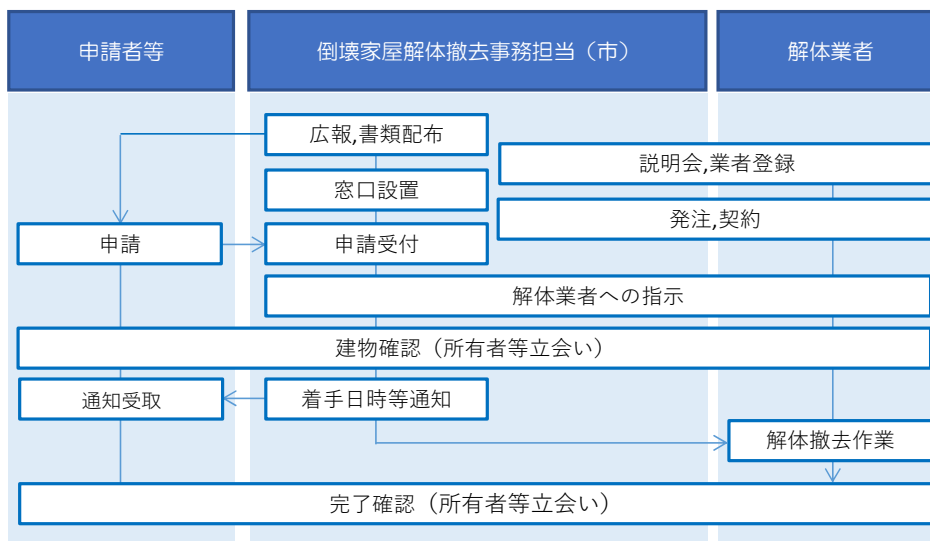 申請者等
倒壊家屋解体撤去事務担当（市）
解体業者
広報,書類配布
説明会,業者登録
窓口設置
発注,契約
申請
申請受付
解体業者への指示
建物確認（所有者等立会い）
通知受取
着手日時等通知
解体撤去作業
完了確認（所有者等立会い）